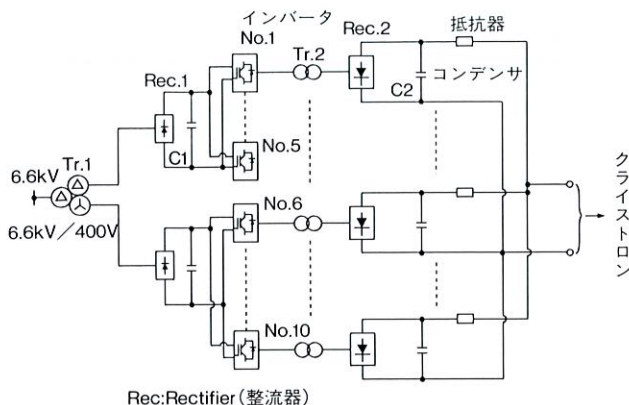 インバータ
No.1
Rec.2
抵抗器
Tr.2
コンデンサ
Rec.1
C1
C2
No.5
6.6kV
Tr.1
6.6kV/400V
No.6
クライストロン
No.10
Rec:Rectifier(整流器)